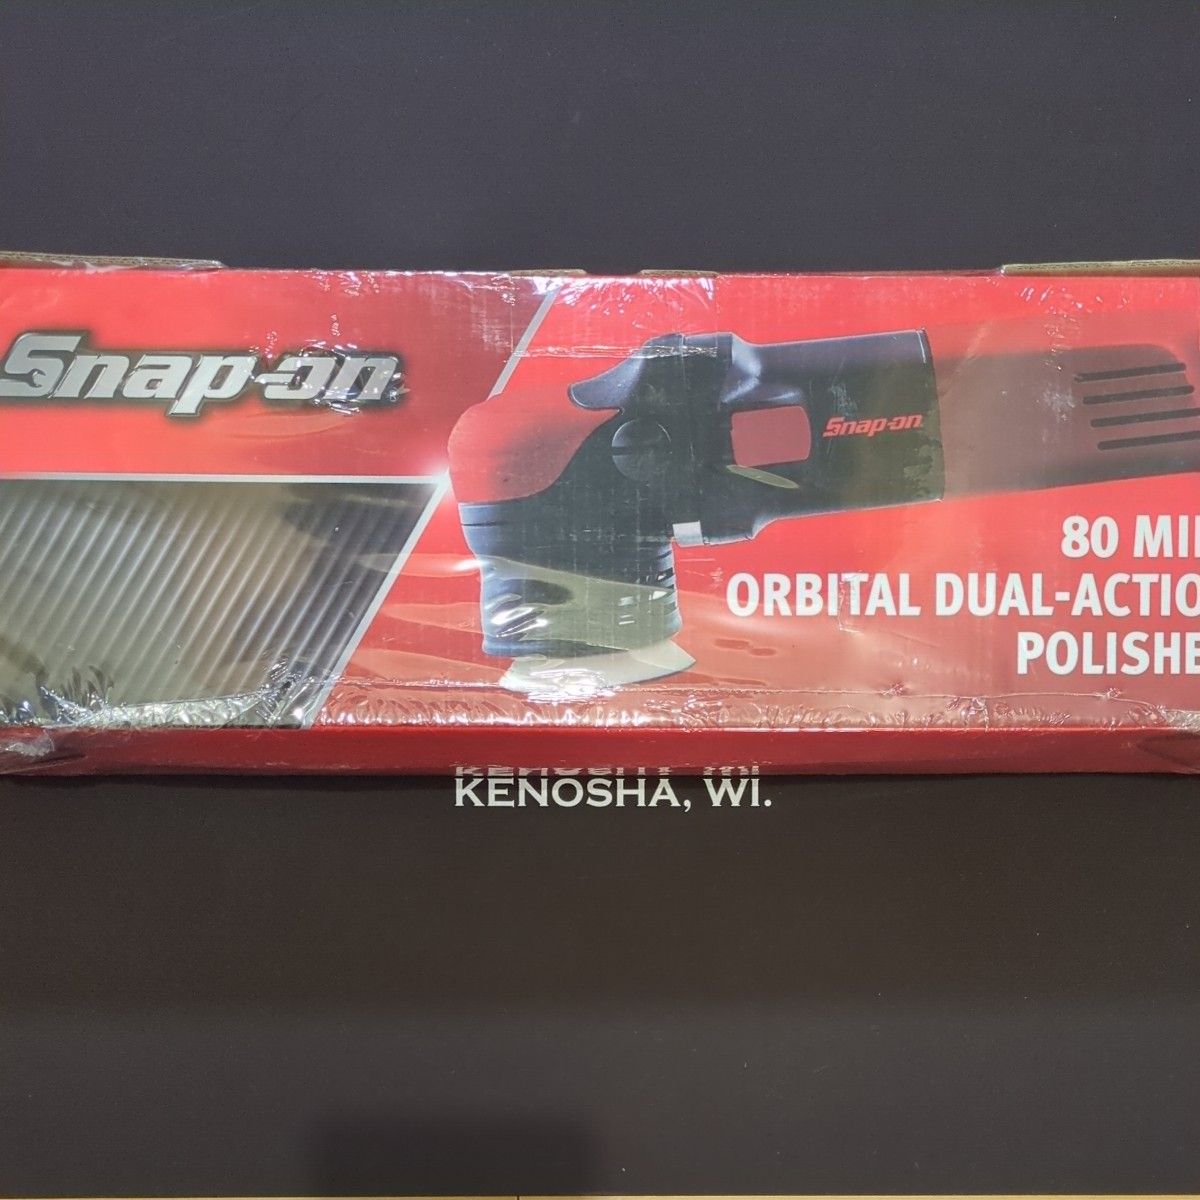 Snap-on
Snap-on
80 MI
ORBITAL DUAL-ACTIO
POLISHE
KENOSHA, WI.